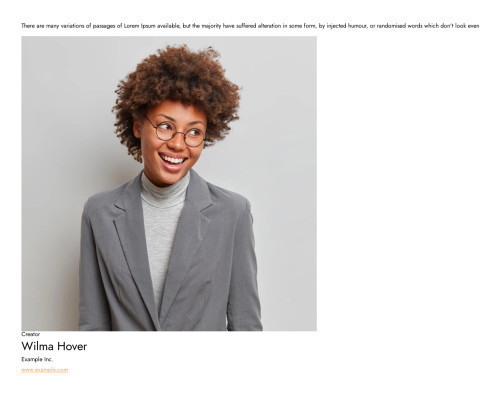 There are many variations of passages of Lorem Ipsum available, but the majority have suffered alteration in some form, by injected humour, or randomised words which don't look even
Creator
Wilma Hover
Example Inc.
www.example.com